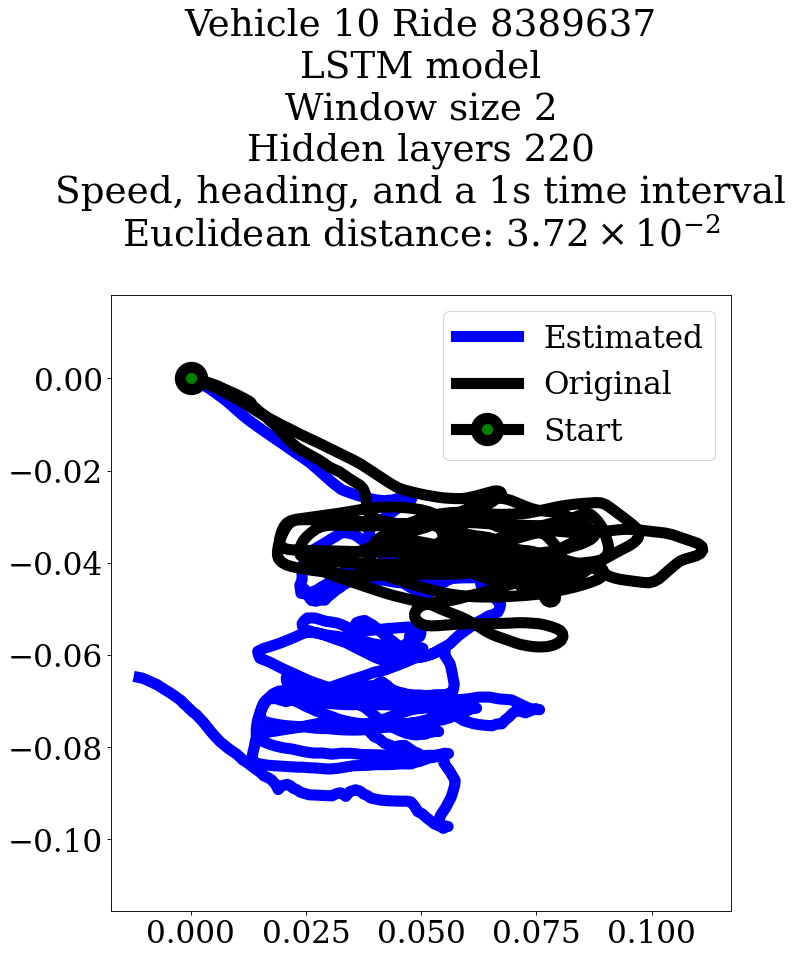 Vehicle 10 Ride 8389637
LSTM model
Window size 2
Hidden layers 220
Speed, heading, and a 1s time interval
Euclidean distance: 3.72 × 10⁻²
Estimated
Original
Start
0.00
−0.02
−0.04
−0.06
−0.08
−0.10
0.000 0.025 0.050 0.075 0.100